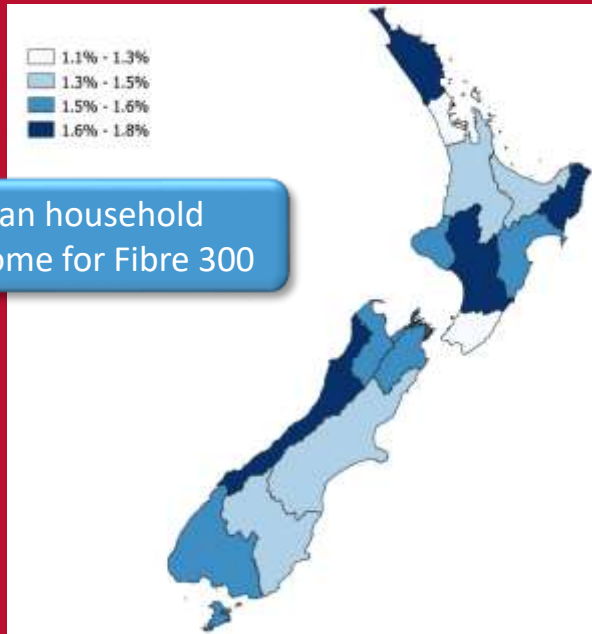 1.1% - 1.3%
1.3% - 1.5%
1.5% - 1.6%
1.6% - 1.8%
an household
ome for Fibre 300